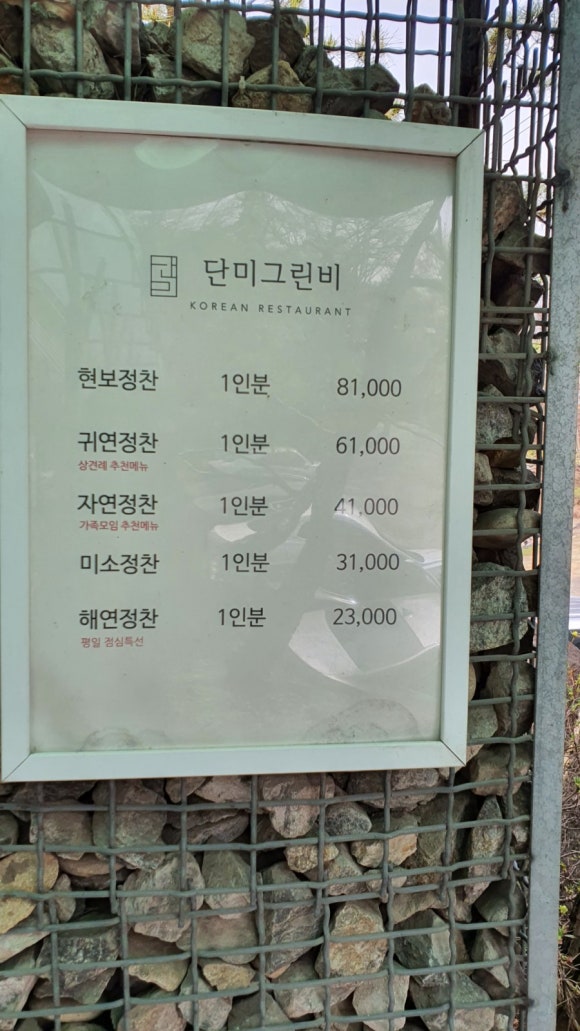 단미그린비
KOREAN RESTAURANT
현보정찬 1인분 81,000
귀연정찬 1인분 61,000
상견례 추천메뉴
자연정찬 1인분 41,000
가족모임 추천메뉴
미소정찬 1인분 31,000
해연정찬 1인분 23,000
평일 점심특선